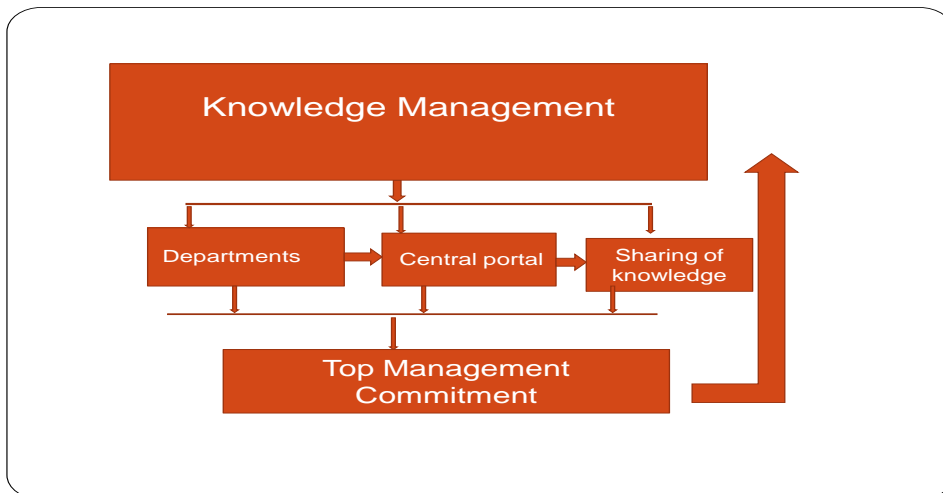 Knowledge Management
Departments
Central portal
Sharing of
knowledge
Top Management
Commitment